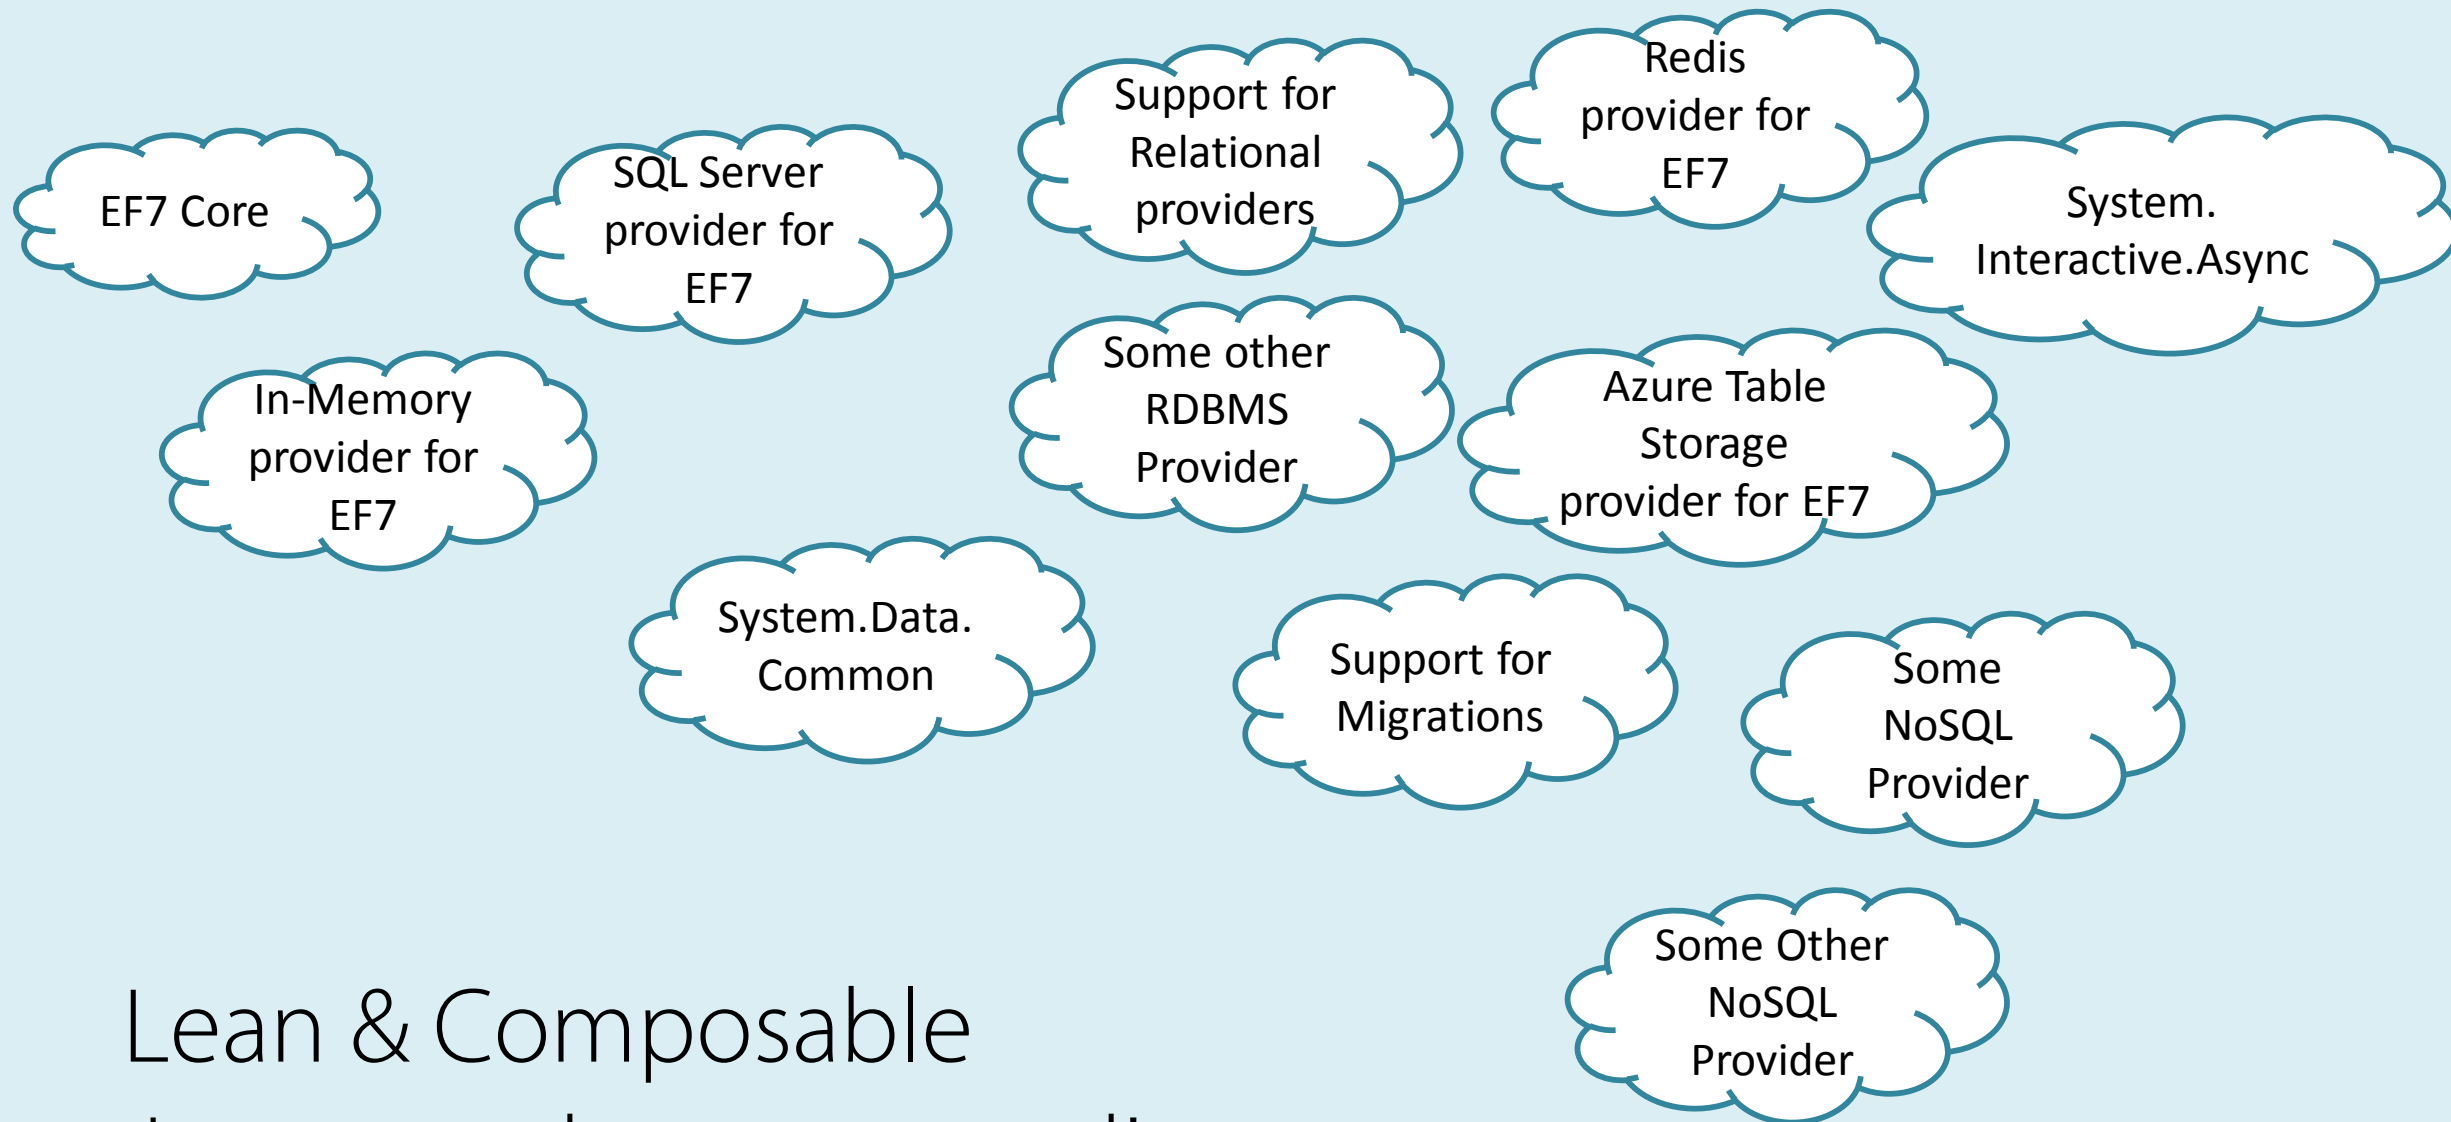 EF7 Core
SQL Server
provider for
EF7
Support for
Relational
providers
Redis
provider for
EF7
System.
Interactive.Async
In-Memory
provider for
EF7
Some other
RDBMS
Provider
Azure Table
Storage
provider for EF7
System.Data.
Common
Support for
Migrations
Some
NoSQL
Provider
Some Other
NoSQL
Provider
Lean & Composable